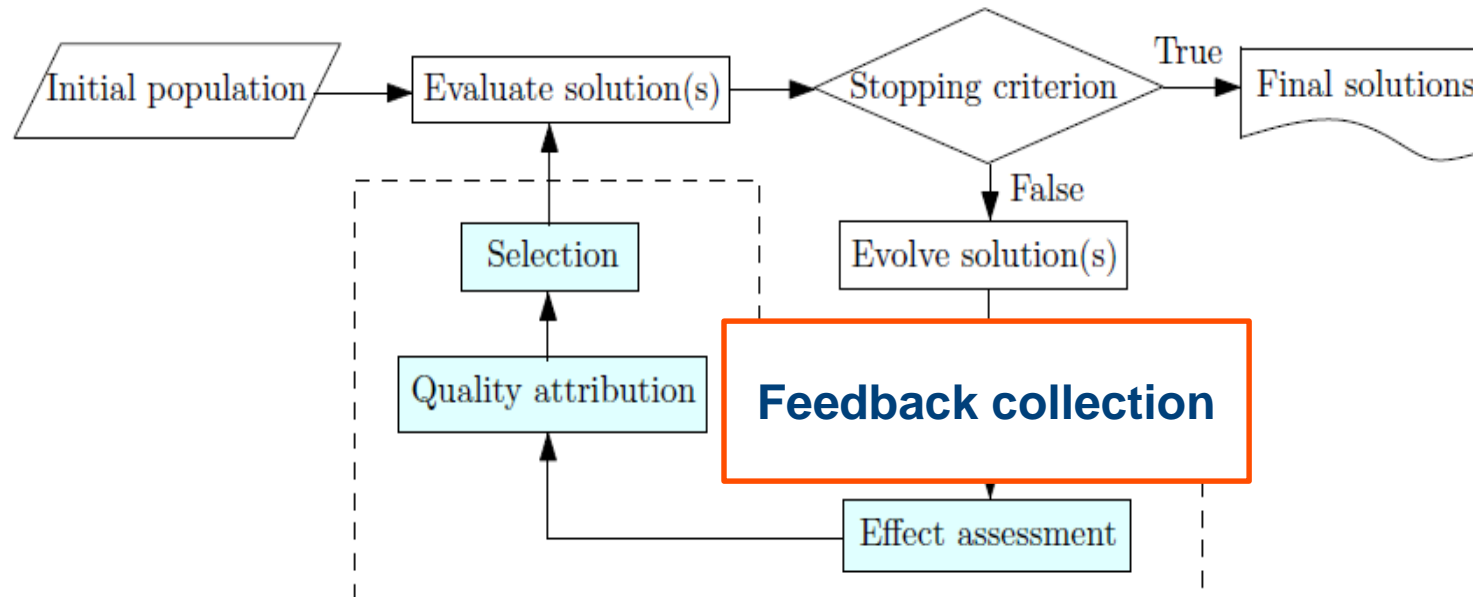 Initial population
Evaluate solution(s)
Stopping criterion
True
Final solutions
False
Selection
Evolve solution(s)
Quality attribution
Feedback collection
Effect assessment